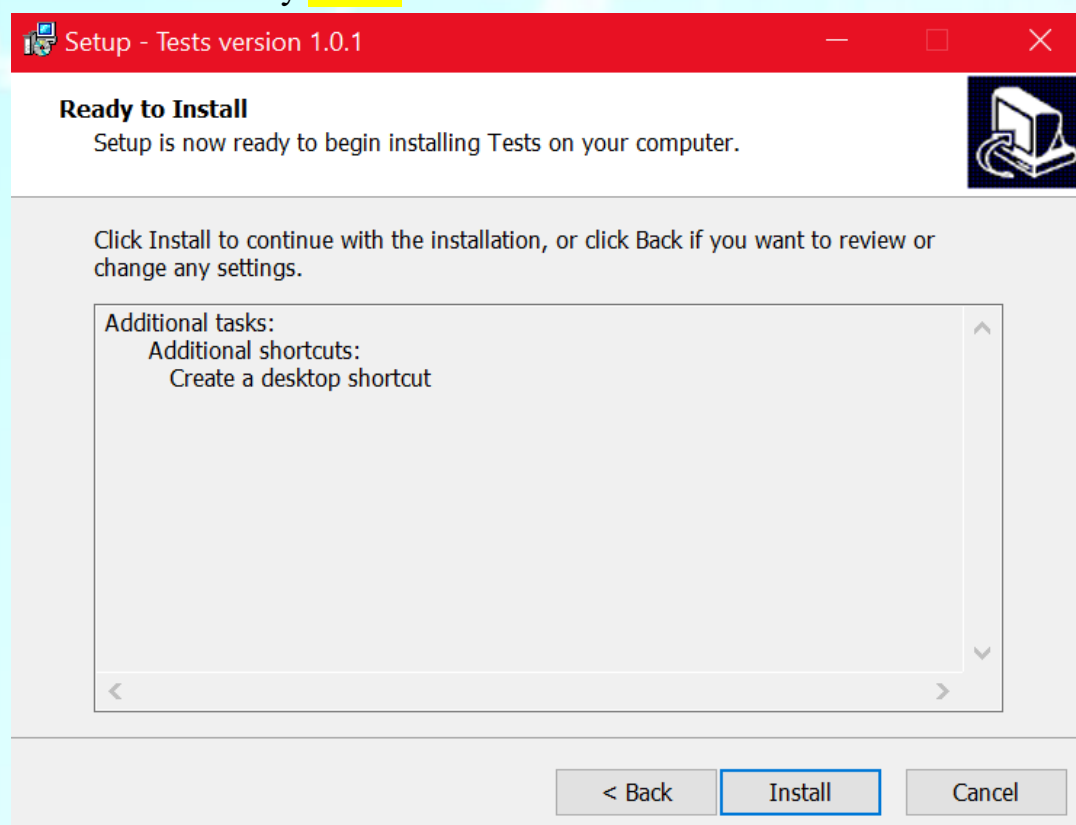 Setup - Tests version 1.0.1
Ready to Install
Setup is now ready to begin installing Tests on your computer.
Click Install to continue with the installation, or click Back if you want to review or
change any settings.
Additional tasks:
Additional shortcuts:
Create a desktop shortcut
< Back
Install
Cancel